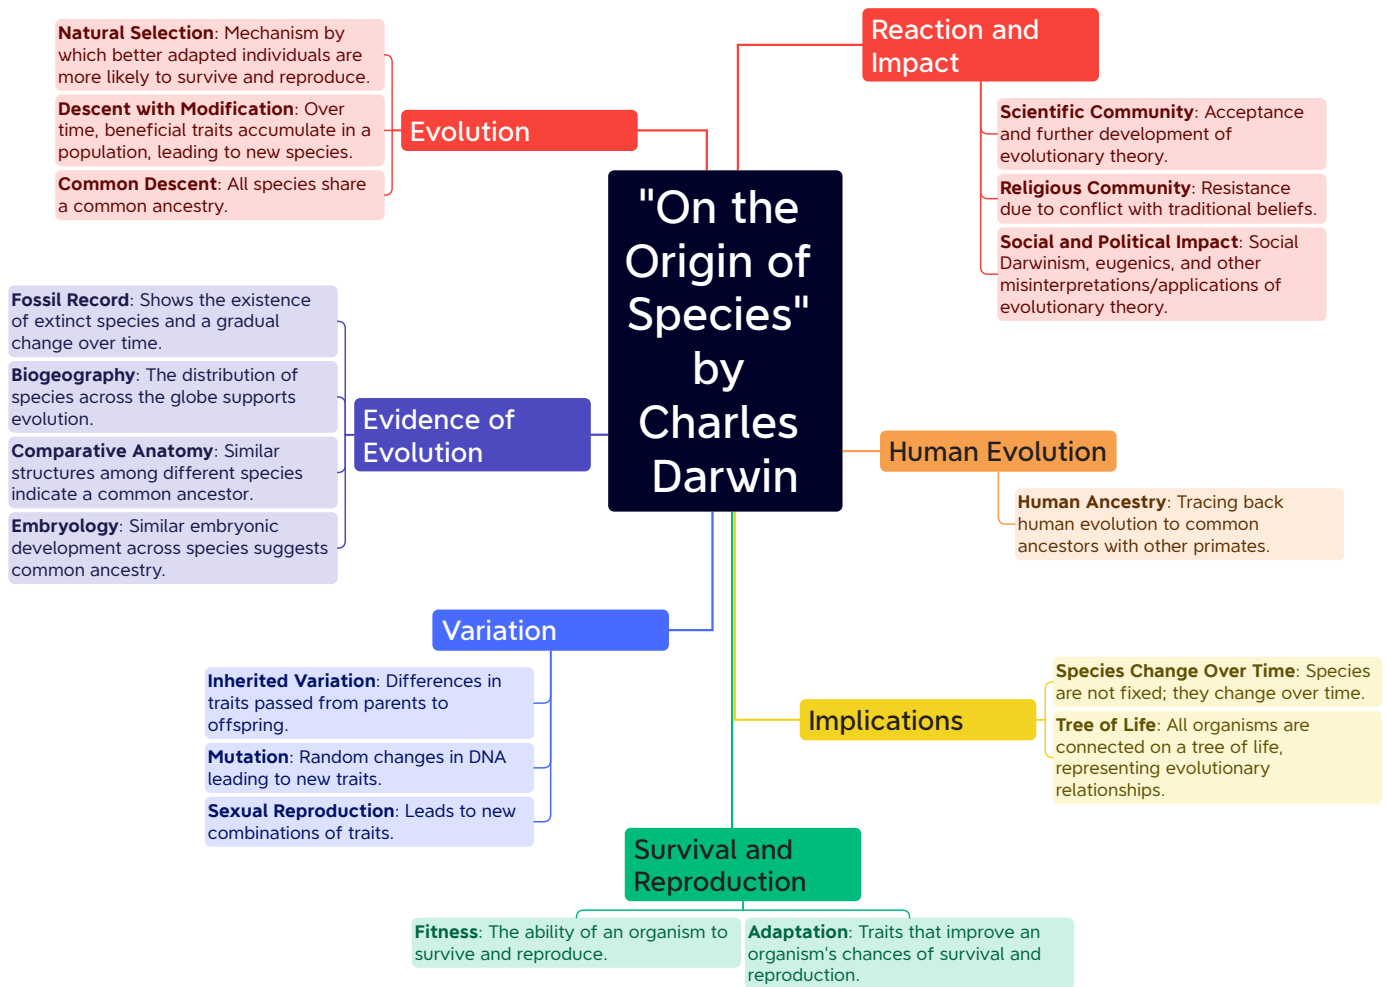 "On the
Origin of
Species"
by
Charles
Darwin
Evolution
Natural Selection: Mechanism by
which better adapted individuals are
more likely to survive and reproduce.
Descent with Modification: Over
time, beneficial traits accumulate in a
population, leading to new species.
Common Descent: All species share
a common ancestry.
Reaction and
Impact
Scientific Community: Acceptance
and further development of
evolutionary theory.
Religious Community: Resistance
due to conflict with traditional beliefs.
Social and Political Impact: Social
Darwinism, eugenics, and other
misinterpretations/applications of
evolutionary theory.
Evidence of
Evolution
Fossil Record: Shows the existence
of extinct species and a gradual
change over time.
Biogeography: The distribution of
species across the globe supports
evolution.
Comparative Anatomy: Similar
structures among different species
indicate a common ancestor.
Embryology: Similar embryonic
development across species suggests
common ancestry.
Human Evolution
Human Ancestry: Tracing back
human evolution to common
ancestors with other primates.
Variation
Inherited Variation: Differences in
traits passed from parents to
offspring.
Mutation: Random changes in DNA
leading to new traits.
Sexual Reproduction: Leads to new
combinations of traits.
Implications
Species Change Over Time: Species
are not fixed; they change over time.
Tree of Life: All organisms are
connected on a tree of life,
representing evolutionary
relationships.
Survival and
Reproduction
Fitness: The ability of an organism to
survive and reproduce.
Adaptation: Traits that improve an
organism's chances of survival and
reproduction.